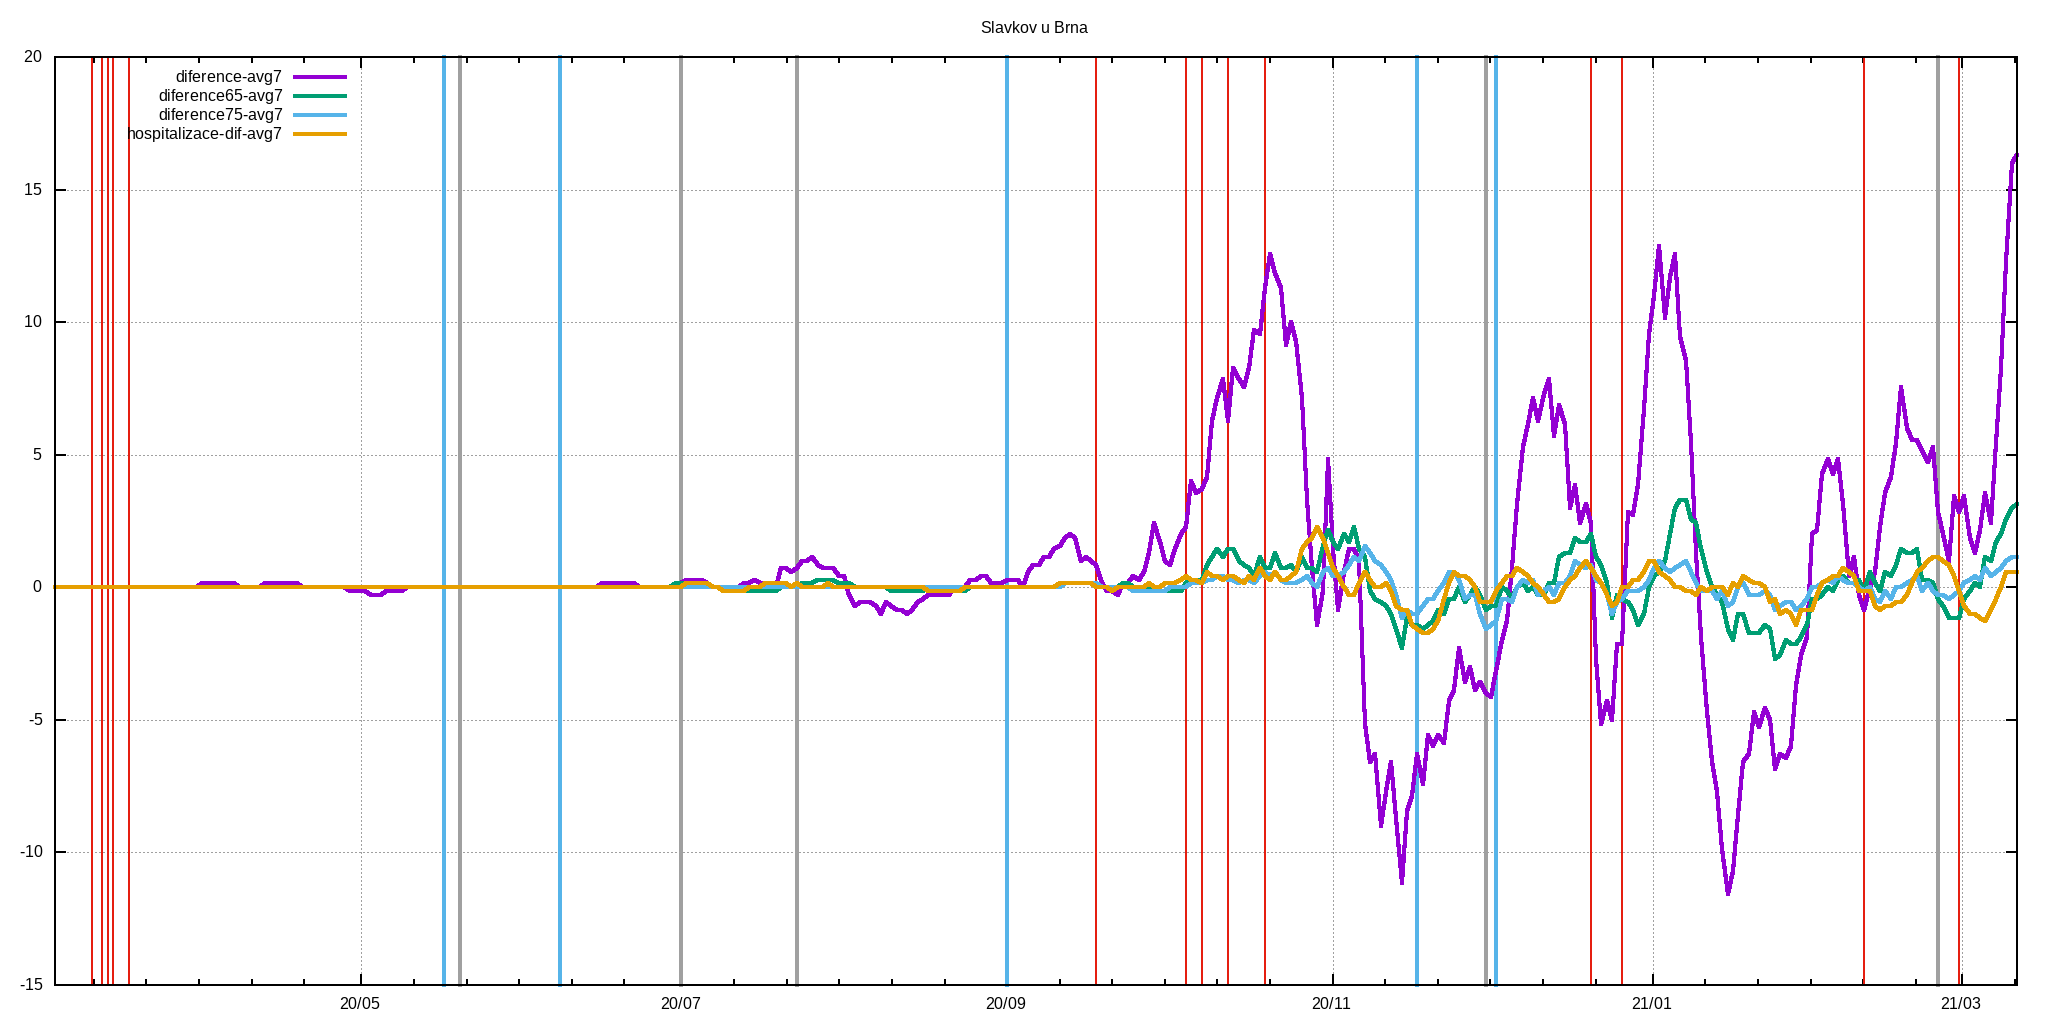 Slavkov u Brna
diference-avg7
diference65-avg7
diference75-avg7
hospitalizace-dif-avg7
20
15
10
5
0
-5
-10
-15
20/05
20/07
20/09
20/11
21/01
21/03